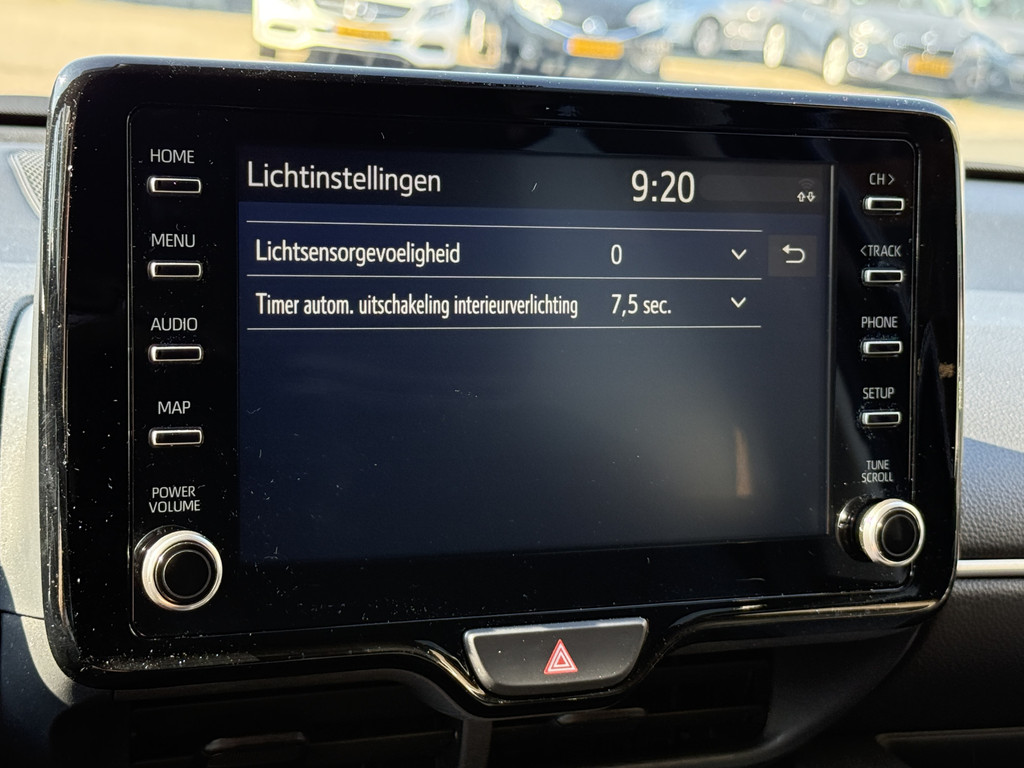 HOME
MENU
AUDIO
MAP
POWER
VOLUME
Lichtinstellingen 9:20
Lichtsensorgevoeligheid 0
Timer autom. uitschakeling interieurverlichting 7,5 sec.
CH >
< TRACK
PHONE
SETUP
TUNE
SCROLL